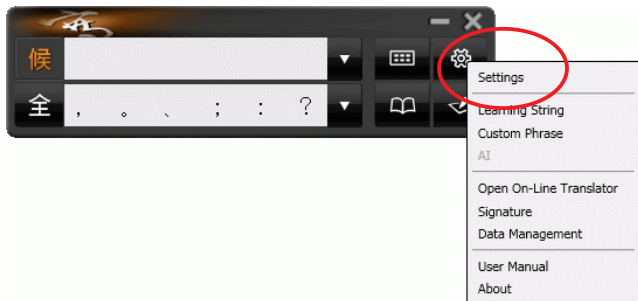 候
全 ， 。 、 ； ： ？
Settings
Learning String
Custom Phrase
AI
Open On-Line Translator
Signature
Data Management
User Manual
About